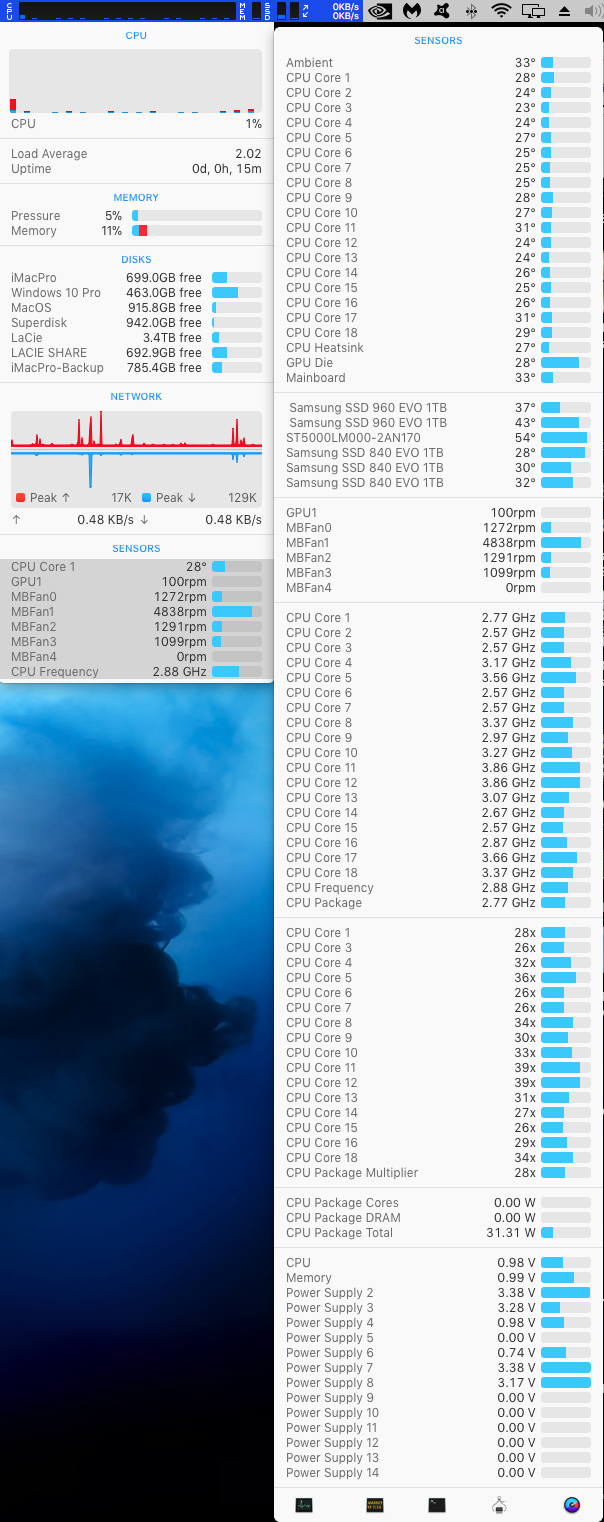 CPU
MEM
SSD
0KB/s
0KB/s
CPU
CPU 1%
Load Average 2.02
Uptime 0d, 0h, 15m
MEMORY
Pressure 5%
Memory 11%
DISKS
iMacPro 699.0GB free
Windows 10 Pro 463.0GB free
MacOS 915.8GB free
Superdisk 942.0GB free
LaCie 3.4TB free
LACIE SHARE 692.9GB free
iMacPro-Backup 785.4GB free
NETWORK
Peak ↑ 17K Peak ↓ 129K
↑ 0.48 KB/s ↓ 0.48 KB/s
SENSORS
CPU Core 1 28°
GPU1 100rpm
MBFan0 1272rpm
MBFan1 4838rpm
MBFan2 1291rpm
MBFan3 1099rpm
MBFan4 0rpm
CPU Frequency 2.88 GHz
SENSORS
Ambient 33°
CPU Core 1 28°
CPU Core 2 24°
CPU Core 3 23°
CPU Core 4 24°
CPU Core 5 27°
CPU Core 6 25°
CPU Core 7 25°
CPU Core 8 25°
CPU Core 9 28°
CPU Core 10 27°
CPU Core 11 31°
CPU Core 12 24°
CPU Core 13 24°
CPU Core 14 26°
CPU Core 15 25°
CPU Core 16 26°
CPU Core 17 31°
CPU Core 18 29°
CPU Heatsink 27°
GPU Die 28°
Mainboard 33°
Samsung SSD 960 EVO 1TB 37°
Samsung SSD 960 EVO 1TB 43°
ST5000LM000-2AN170 54°
Samsung SSD 840 EVO 1TB 28°
Samsung SSD 840 EVO 1TB 30°
Samsung SSD 840 EVO 1TB 32°
GPU1 100rpm
MBFan0 1272rpm
MBFan1 4838rpm
MBFan2 1291rpm
MBFan3 1099rpm
MBFan4 0rpm
CPU Core 1 2.77 GHz
CPU Core 2 2.57 GHz
CPU Core 3 2.57 GHz
CPU Core 4 3.17 GHz
CPU Core 5 3.56 GHz
CPU Core 6 2.57 GHz
CPU Core 7 2.57 GHz
CPU Core 8 3.37 GHz
CPU Core 9 2.97 GHz
CPU Core 10 3.27 GHz
CPU Core 11 3.86 GHz
CPU Core 12 3.86 GHz
CPU Core 13 3.07 GHz
CPU Core 14 2.67 GHz
CPU Core 15 2.57 GHz
CPU Core 16 2.87 GHz
CPU Core 17 3.66 GHz
CPU Core 18 3.37 GHz
CPU Frequency 2.88 GHz
CPU Package 2.77 GHz
CPU Core 1 28x
CPU Core 3 26x
CPU Core 4 32x
CPU Core 5 36x
CPU Core 6 26x
CPU Core 7 26x
CPU Core 8 34x
CPU Core 9 30x
CPU Core 10 33x
CPU Core 11 39x
CPU Core 12 39x
CPU Core 13 31x
CPU Core 14 27x
CPU Core 15 26x
CPU Core 16 29x
CPU Core 18 34x
CPU Package Multiplier 28x
CPU Package Cores 0.00 W
CPU Package DRAM 0.00 W
CPU Package Total 31.31 W
CPU 0.98 V
Memory 0.99 V
Power Supply 2 3.38 V
Power Supply 3 3.28 V
Power Supply 4 0.98 V
Power Supply 5 0.00 V
Power Supply 6 0.74 V
Power Supply 7 3.38 V
Power Supply 8 3.17 V
Power Supply 9 0.00 V
Power Supply 10 0.00 V
Power Supply 11 0.00 V
Power Supply 12 0.00 V
Power Supply 13 0.00 V
Power Supply 14 0.00 V